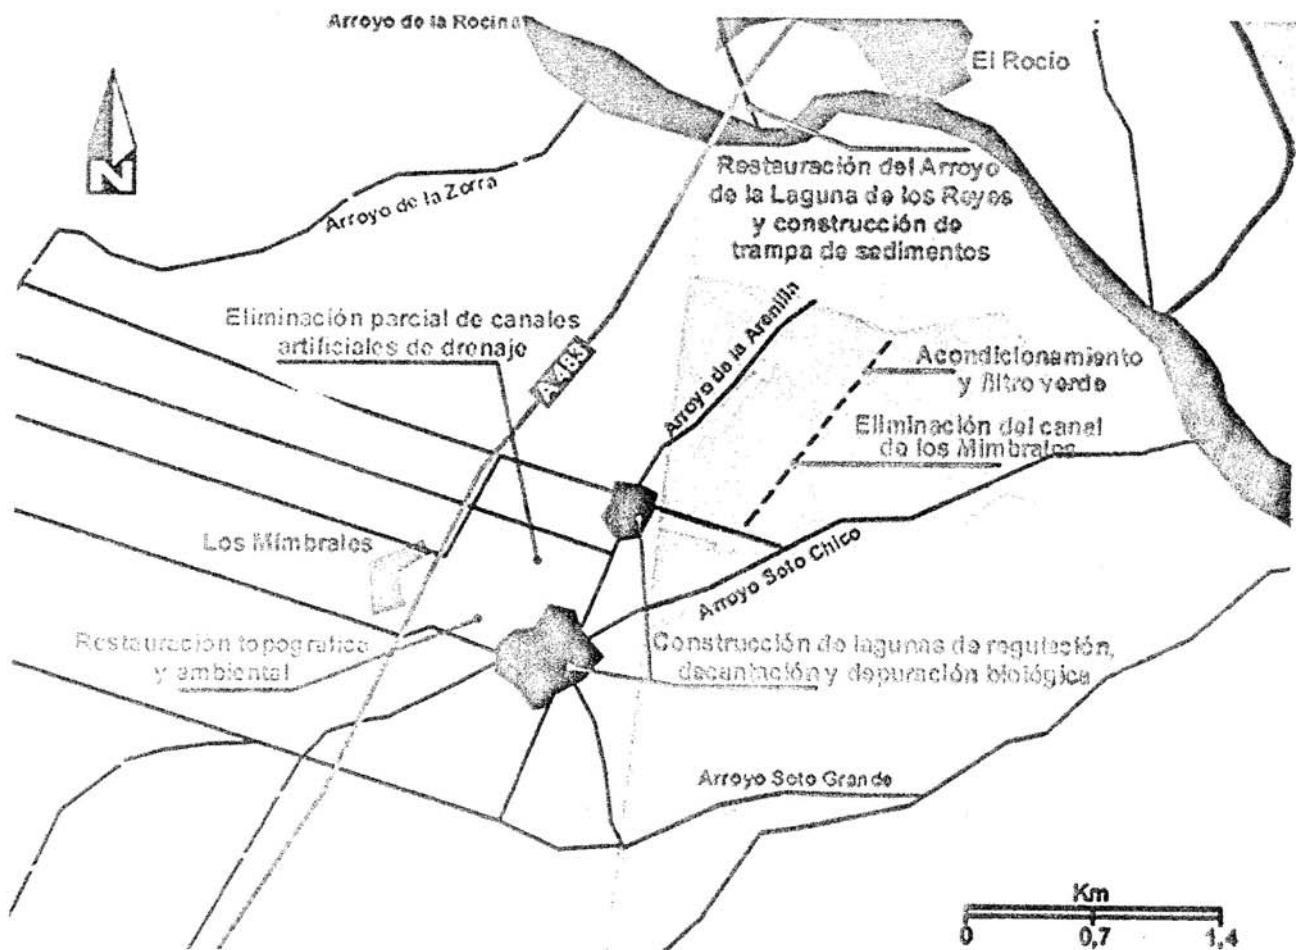 Arroyo de la Rocina
El Rocío
N
Restauración del Arroyo
de la Laguna de los Reyes
y construcción de
trampa de sedimentos
Arroyo de la Zorra
Eliminación parcial de canales
artificiales de drenaje
A 483
Arroyo de la Arenilla
Acondicionamiento
y filtro verde
Eliminación del canal
de los Mimbrales
Los Mimbrales
Arroyo Soto Chico
Restauración topográfica
y ambiental
Construcción de lagunas de regulación,
decantación y depuración biológica
Arroyo Soto Grande
Km
0 0,7 1,4